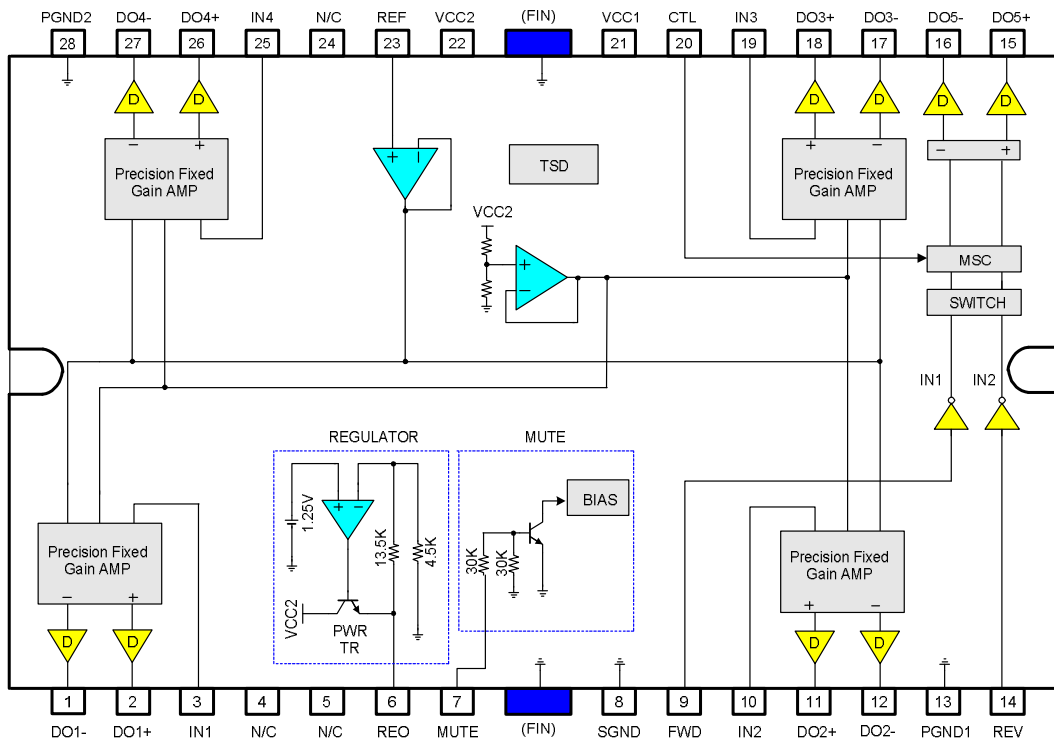 PGND2 DO4- DO4+ IN4 N/C REF VCC2 (FIN) VCC1 CTL IN3 DO3+ DO3- DO5- DO5+
28 27 26 25 24 23 22 21 20 19 18 17 16 15
D D D D D D
− + + − + − − +
Precision Fixed
Gain AMP
TSD
Precision Fixed
Gain AMP
VCC2
+
−
MSC
SWITCH
IN1 IN2
REGULATOR
MUTE
+ −
1.25V
13.5K
4.5K
VCC2
PWR
TR
BIAS
30K
30K
Precision Fixed
Gain AMP
− +
Precision Fixed
Gain AMP
+ −
D D D D
1 2 3 4 5 6 7 8 9 10 11 12 13 14
DO1- DO1+ IN1 N/C N/C REO MUTE (FIN) SGND FWD IN2 DO2+ DO2- PGND1 REV